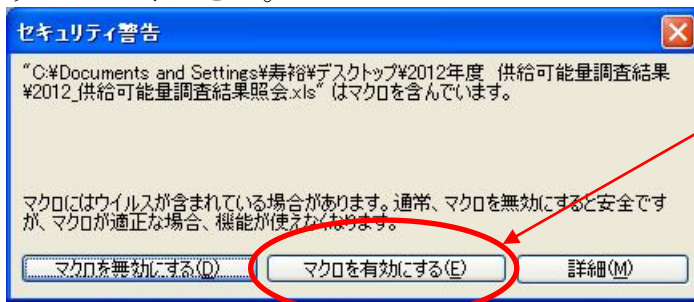 セキュリティ警告
"C:¥Documents and Settings¥寿裕¥デスクトップ¥2012年度 供給可能量調査結果
¥2012_供給可能量調査結果照会.xls" はマクロを含んでいます。
マクロにはウイルスが含まれている場合があります。通常、マクロを無効にすると安全です
が、マクロが適正な場合、機能が使えなくなります。
マクロを無効にする(D) マクロを有効にする(E) 詳細(M)